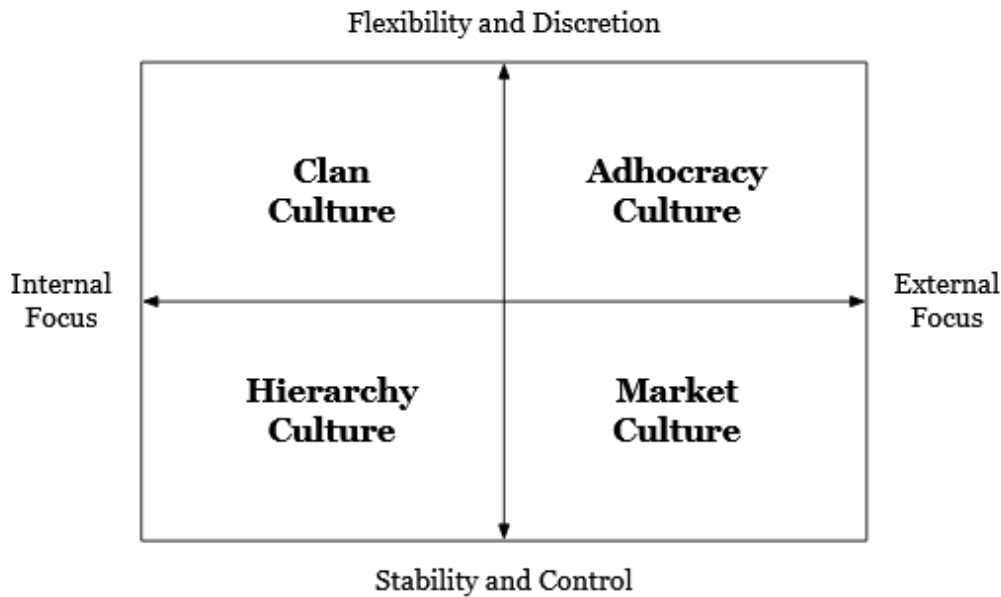 Flexibility and Discretion
Clan
Culture
Adhocracy
Culture
Internal
Focus
External
Focus
Hierarchy
Culture
Market
Culture
Stability and Control